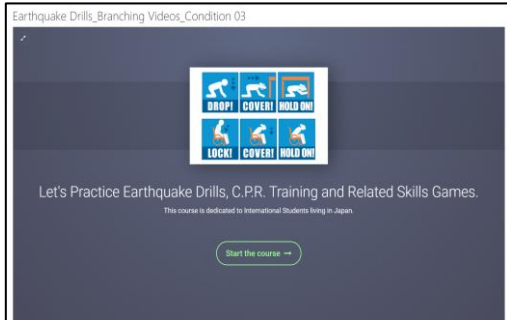 Earthquake Drills_Branching Videos_Condition 03
DROP! COVER! HOLD ON!
LOCK! COVER! HOLD ON!
Let's Practice Earthquake Drills, C.P.R. Training and Related Skills Games.
This course is dedicated to International Students living in Japan.
Start the course →